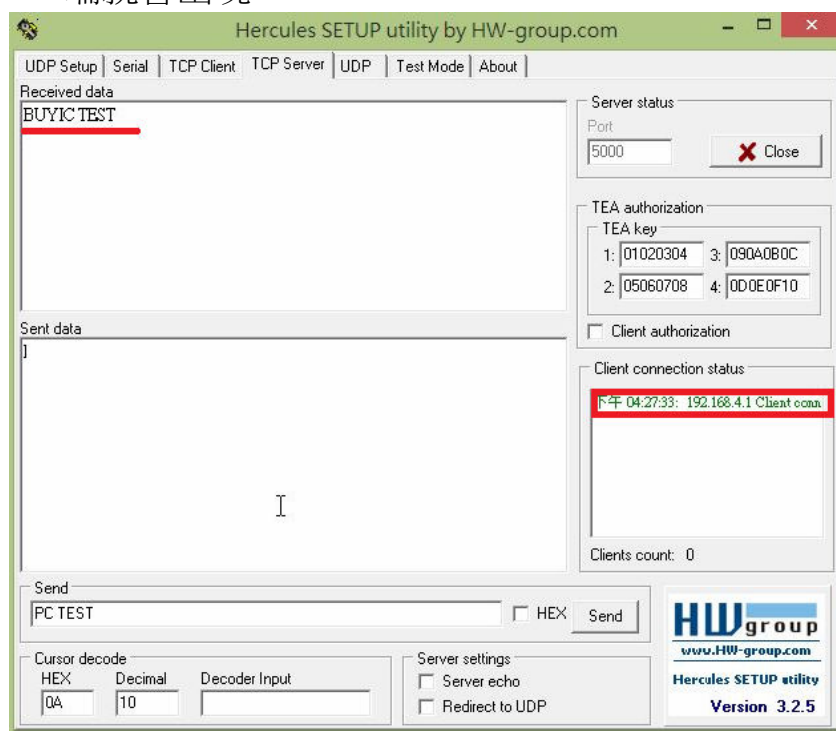 Hercules SETUP utility by HW-group.com
UDP Setup Serial TCP Client TCP Server UDP Test Mode About
Received data
BUYIC TEST
Server status
Port
5000
Close
TEA authorization
TEA key
1: 01020304 3: 090A0B0C
2: 05060708 4: 0D0E0F10
Client authorization
Sent data
]
Client connection status
下午 04:27:33: 192.168.4.1 Client conn
Clients count: 0
Send
PC TEST
HEX
Send
Cursor decode
HEX Decimal Decoder Input
0A 10
Server settings
Server echo
Redirect to UDP
HWgroup
www.HW-group.com
Hercules SETUP utility
Version 3.2.5